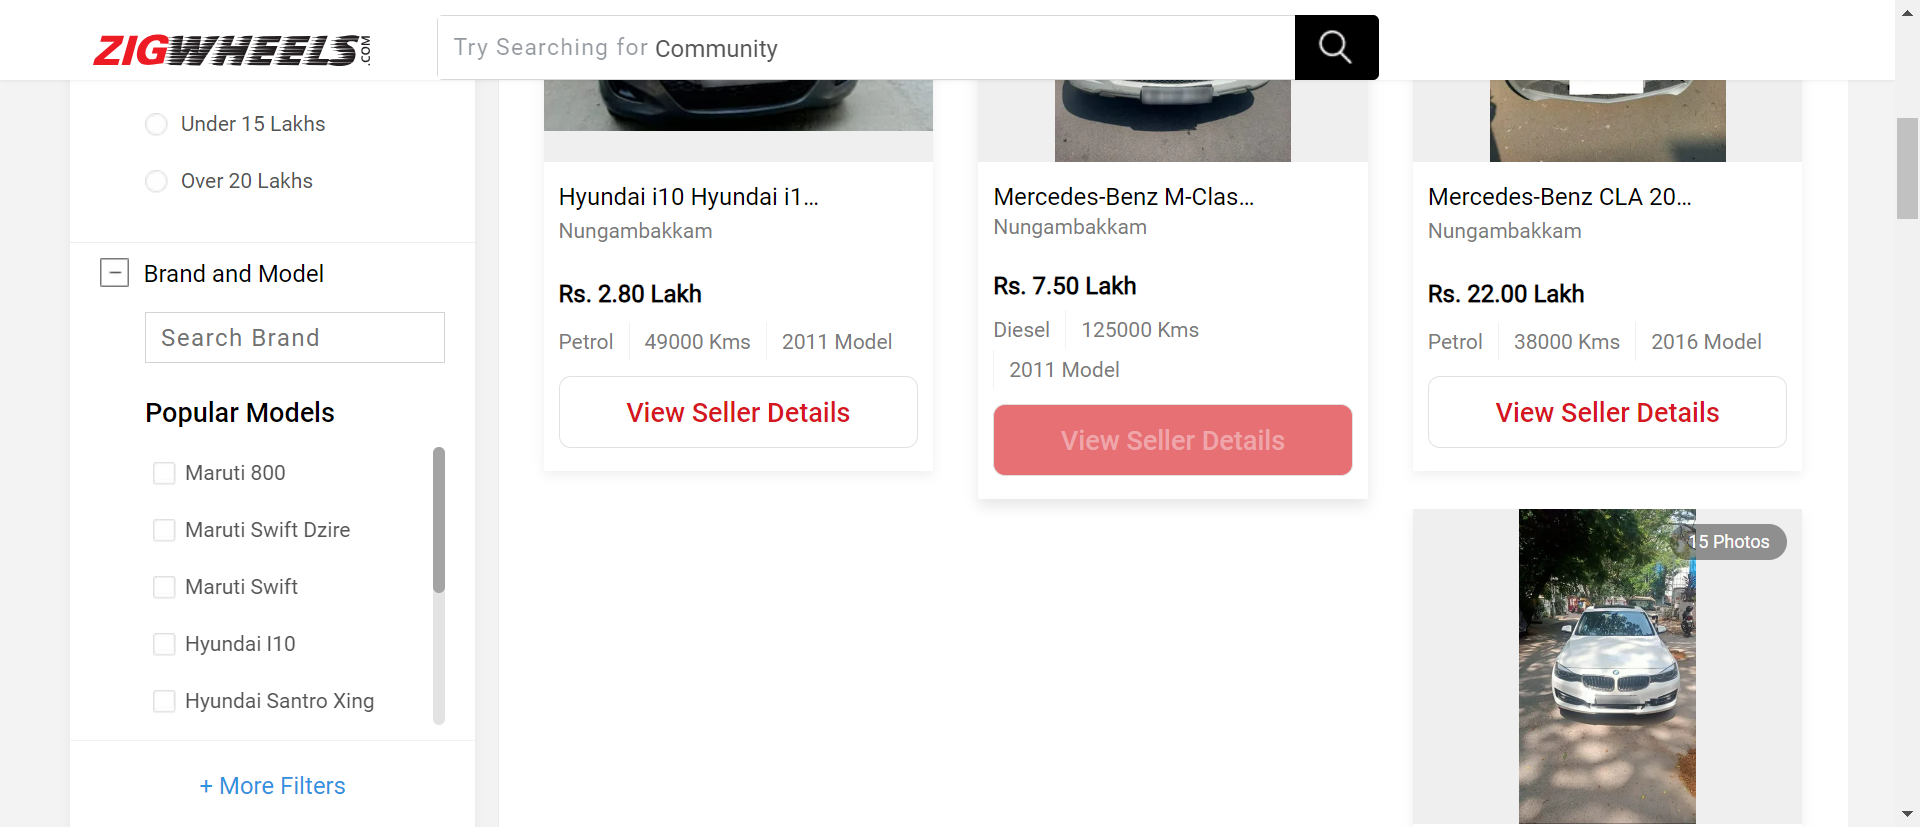 ZIGWHEELS.COM
Try Searching for Community
Under 15 Lakhs
Over 20 Lakhs
Brand and Model
Search Brand
Popular Models
Maruti 800
Maruti Swift Dzire
Maruti Swift
Hyundai I10
Hyundai Santro Xing
+ More Filters
Hyundai i10 Hyundai i1...
Nungambakkam
Rs. 2.80 Lakh
Petrol
49000 Kms
2011 Model
View Seller Details
Mercedes-Benz M-Clas...
Nungambakkam
Rs. 7.50 Lakh
Diesel
125000 Kms
2011 Model
View Seller Details
Mercedes-Benz CLA 20...
Nungambakkam
Rs. 22.00 Lakh
Petrol
38000 Kms
2016 Model
View Seller Details
15 Photos